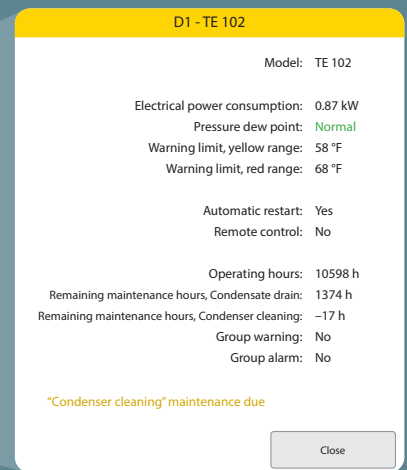 D1 - TE 102
Model: TE 102
Electrical power consumption: 0.87 kW
Pressure dew point: Normal
Warning limit, yellow range: 58 °F
Warning limit, red range: 68 °F
Automatic restart: Yes
Remote control: No
Operating hours: 10598 h
Remaining maintenance hours, Condensate drain: 1374 h
Remaining maintenance hours, Condenser cleaning: –17 h
Group warning: No
Group alarm: No
“Condenser cleaning” maintenance due
Close